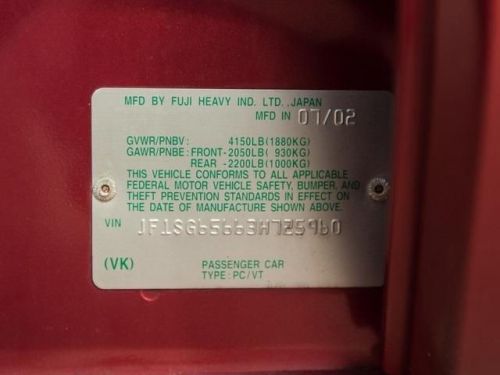 MFD BY FUJI HEAVY IND. LTD.,JAPAN
MFD IN 07/02
GVWR/PNBV: 4150LB(1880KG)
GAWR/PNBE: FRONT-2050LB( 930KG)
REAR -2200LB(1000KG)
THIS VEHICLE CONFORMS TO ALL APPLICABLE
FEDERAL MOTOR VEHICLE SAFETY, BUMPER, AND
THEFT PREVENTION STANDARDS IN EFFECT ON
THE DATE OF MANUFACTURE SHOWN ABOVE.
VIN JF1SG65663H725960
(VK) PASSENGER CAR
TYPE: PC/VT